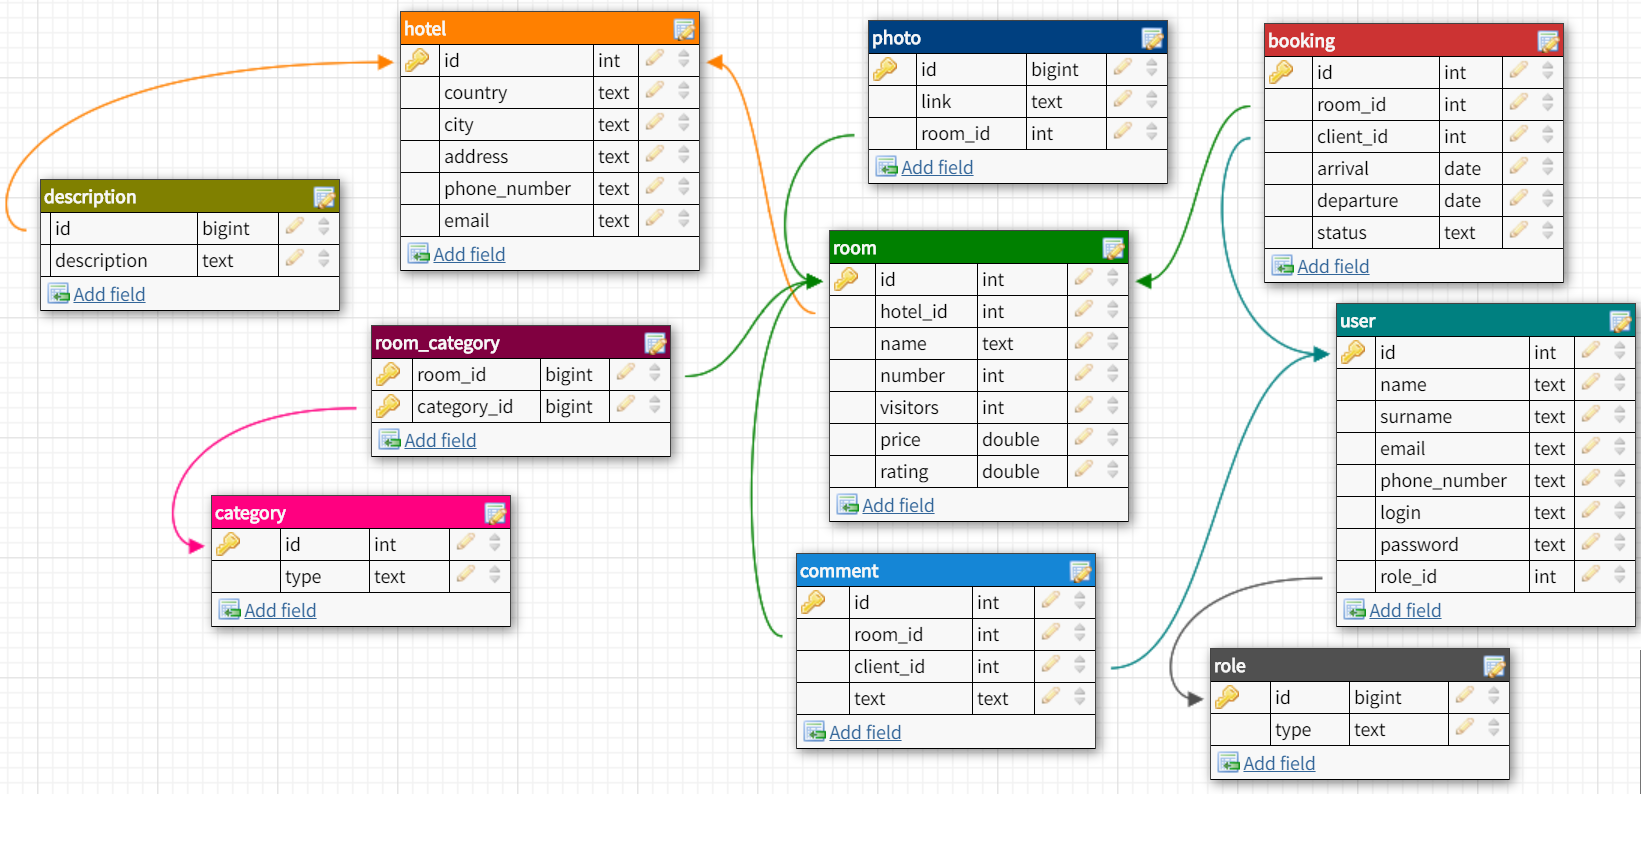 hotel
id int
country text
city text
address text
phone_number text
email text
Add field
photo
id bigint
link text
room_id int
Add field
booking
id int
room_id int
client_id int
arrival date
departure date
status text
Add field
description
id bigint
description text
Add field
room
id int
hotel_id int
name text
number int
visitors int
price double
rating double
Add field
user
id int
name text
surname text
email text
phone_number text
login text
password text
role_id int
Add field
room_category
room_id bigint
category_id bigint
Add field
category
id int
type text
Add field
comment
id int
room_id int
client_id int
text text
Add field
role
id bigint
type text
Add field